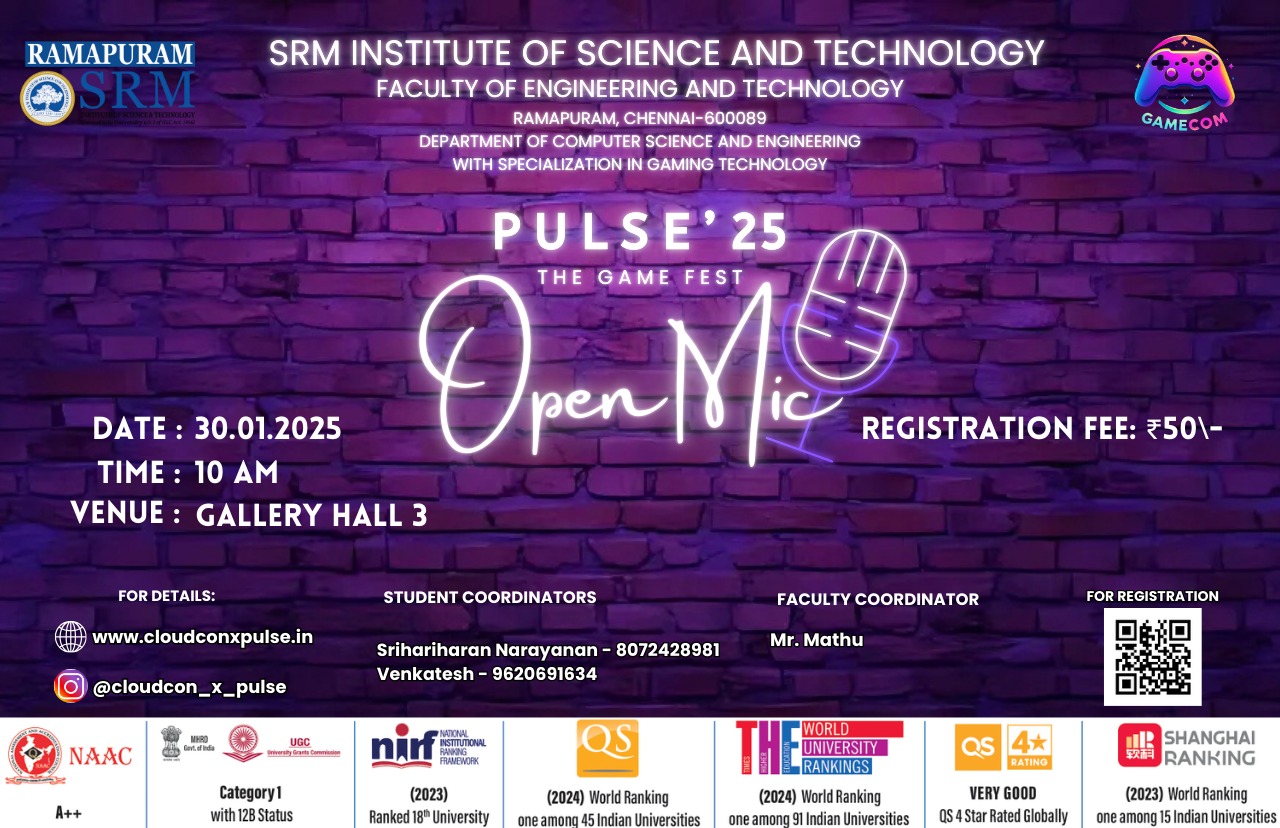 RAMAPURAM
SRM
INSTITUTE OF SCIENCE & TECHNOLOGY
SRM INSTITUTE OF SCIENCE AND TECHNOLOGY
FACULTY OF ENGINEERING AND TECHNOLOGY
RAMAPURAM, CHENNAI-600089
DEPARTMENT OF COMPUTER SCIENCE AND ENGINEERING
WITH SPECIALIZATION IN GAMING TECHNOLOGY
GAMECOM
PULSE' 25
THE GAME FEST
Open Mic
DATE : 30.01.2025
TIME : 10 AM
VENUE : GALLERY HALL 3
REGISTRATION FEE: ₹50\-
FOR DETAILS:
www.cloudconxpulse.in
@cloudcon_x_pulse
STUDENT COORDINATORS
Srihariharan Narayanan - 8072428981
Venkatesh - 9620691634
FACULTY COORDINATOR
Mr. Mathu
FOR REGISTRATION
NAAC
A++
MHRD
Govt. of India
UGC
University Grants Commission
Category 1
with 12B Status
nirf
NATIONAL
INSTITUTIONAL
RANKING
FRAMEWORK
(2023)
Ranked 18th University
QS
(2024) World Ranking
one among 45 Indian Universities
THE
TIMES
HIGHER
EDUCATION
WORLD
UNIVERSITY
RANKINGS
(2024) World Ranking
one among 91 Indian Universities
QS
4★
RATING
VERY GOOD
QS 4 Star Rated Globally
软科
SHANGHAI
RANKING
(2023) World Ranking
one among 15 Indian Universities